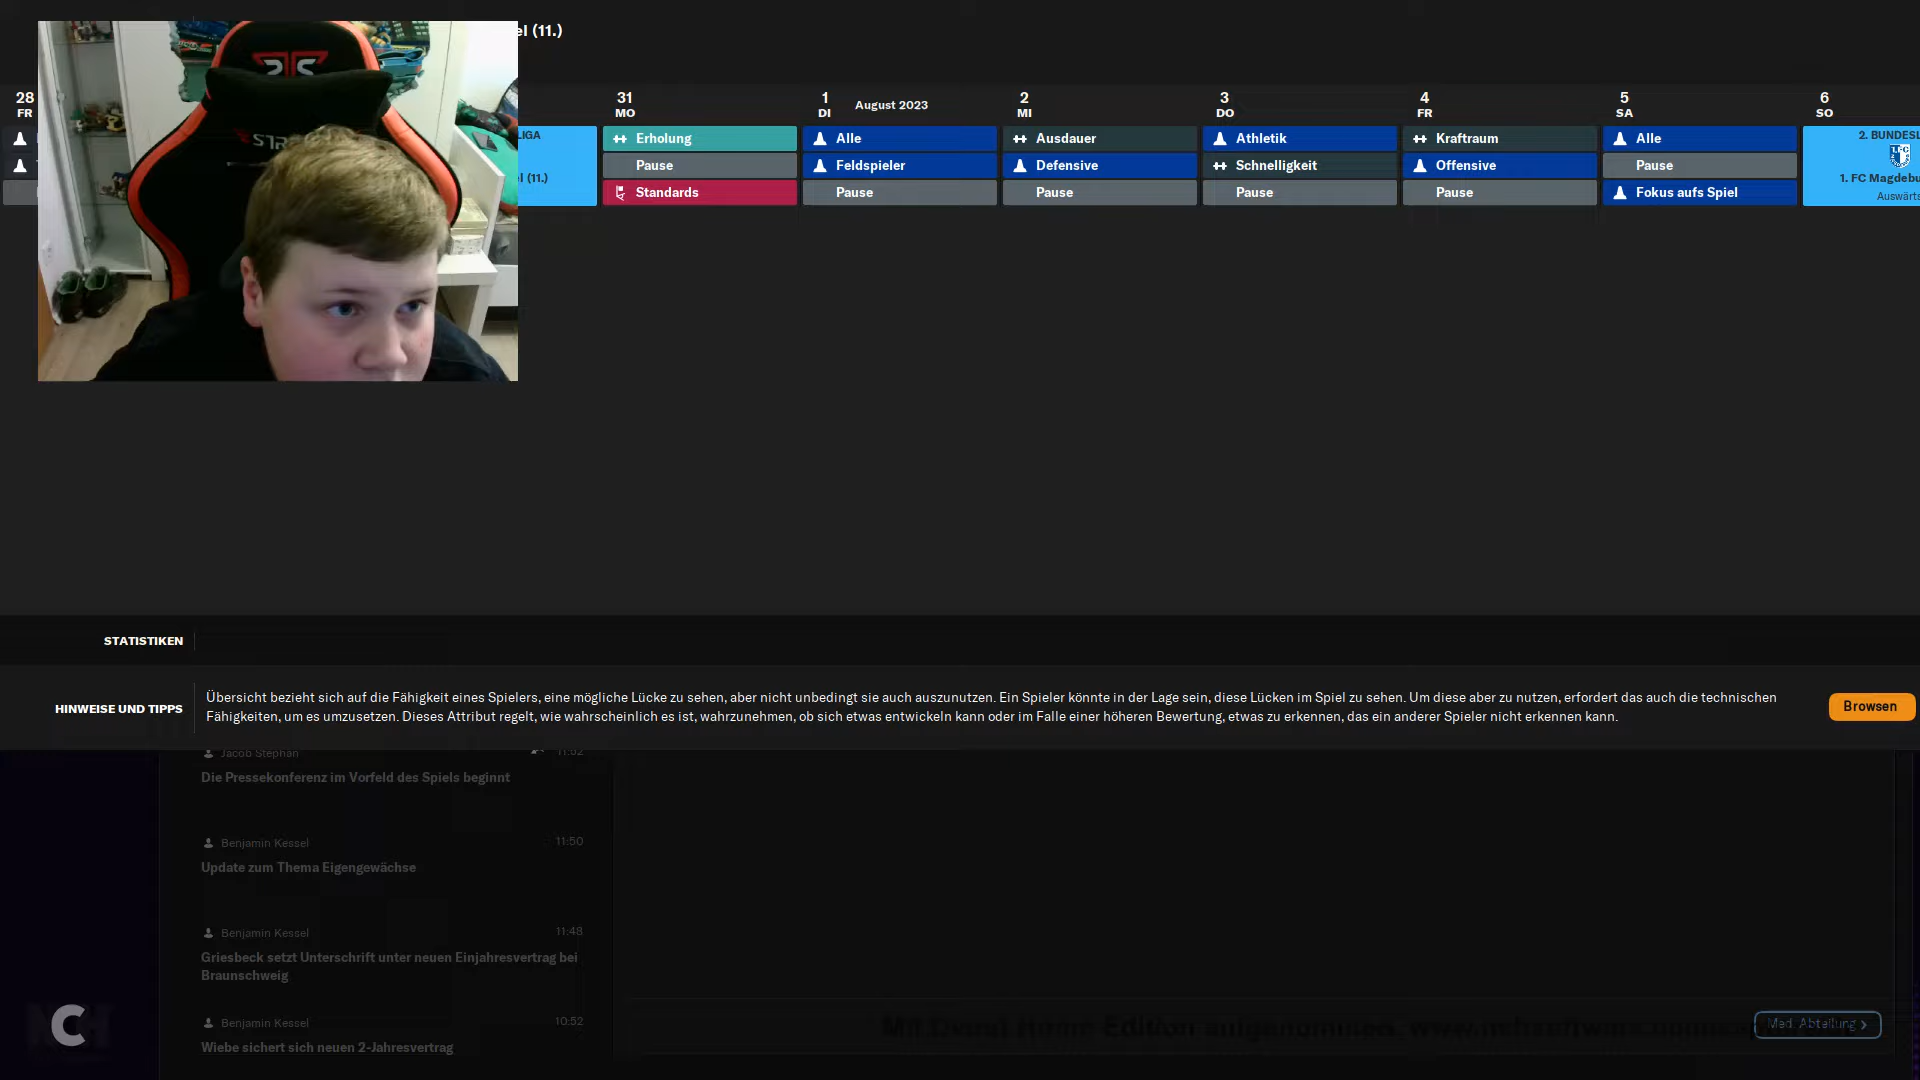 el (11.)
28
FR
31
MO
1
DI
August 2023
2
MI
3
DO
4
FR
5
SA
6
SO
LIGA
l (11.)
Erholung
Pause
Standards
Alle
Feldspieler
Pause
Ausdauer
Defensive
Pause
Athletik
Schnelligkeit
Pause
Kraftraum
Offensive
Pause
Alle
Pause
Fokus aufs Spiel
2. BUNDESL
1. FC Magdebu
Auswärts
STATISTIKEN
HINWEISE UND TIPPS
Übersicht bezieht sich auf die Fähigkeit eines Spielers, eine mögliche Lücke zu sehen, aber nicht unbedingt sie auch auszunutzen. Ein Spieler könnte in der Lage sein, diese Lücken im Spiel zu sehen. Um diese aber zu nutzen, erfordert das auch die technischen
Fähigkeiten, um es umzusetzen. Dieses Attribut regelt, wie wahrscheinlich es ist, wahrzunehmen, ob sich etwas entwickeln kann oder im Falle einer höheren Bewertung, etwas zu erkennen, das ein anderer Spieler nicht erkennen kann.
Browsen
Jacob Stephan 11:52
Die Pressekonferenz im Vorfeld des Spiels beginnt
Benjamin Kessel 11:50
Update zum Thema Eigengewächse
Benjamin Kessel 11:48
Griesbeck setzt Unterschrift unter neuen Einjahresvertrag bei
Braunschweig
Benjamin Kessel 10:52
Wiebe sichert sich neuen 2-Jahresvertrag
Edition aufgenommen.
Med. Abteilung